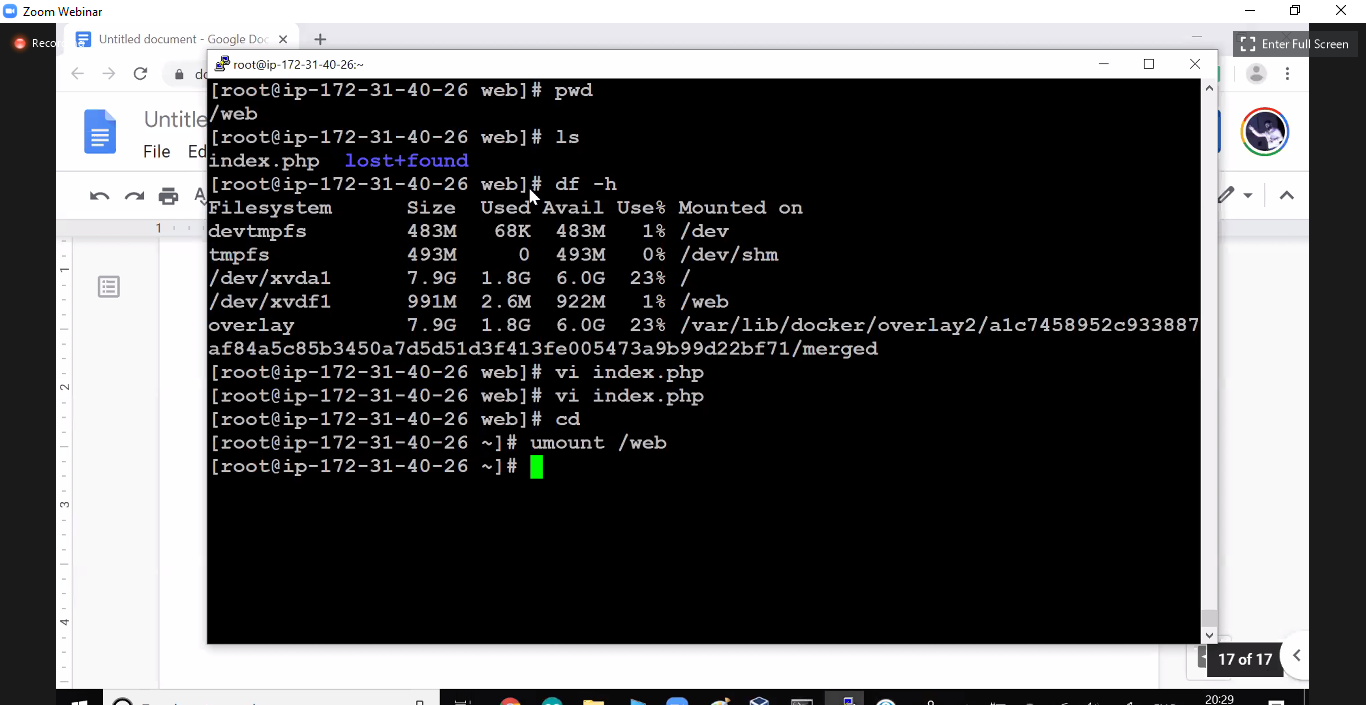 Zoom Webinar
Untitled document - Google Doc
Enter Full Screen
root@ip-172-31-40-26:~
Untitle
File
1
[root@ip-172-31-40-26 web]# pwd
/web
[root@ip-172-31-40-26 web]# ls
index.php lost+found
[root@ip-172-31-40-26 web]# df -h
Filesystem Size Used Avail Use% Mounted on
devtmpfs 483M 68K 483M 1% /dev
tmpfs 493M 0 493M 0% /dev/shm
/dev/xvda1 7.9G 1.8G 6.0G 23% /
/dev/xvdf1 991M 2.6M 922M 1% /web
overlay 7.9G 1.8G 6.0G 23% /var/lib/docker/overlay2/a1c7458952c933887
af84a5c85b3450a7d5d51d3f413fe005473a9b99d22bf71/merged
[root@ip-172-31-40-26 web]# vi index.php
[root@ip-172-31-40-26 web]# vi index.php
[root@ip-172-31-40-26 web]# cd
[root@ip-172-31-40-26 ~]# umount /web
[root@ip-172-31-40-26 ~]#
1
2
3
4
17 of 17
20:29